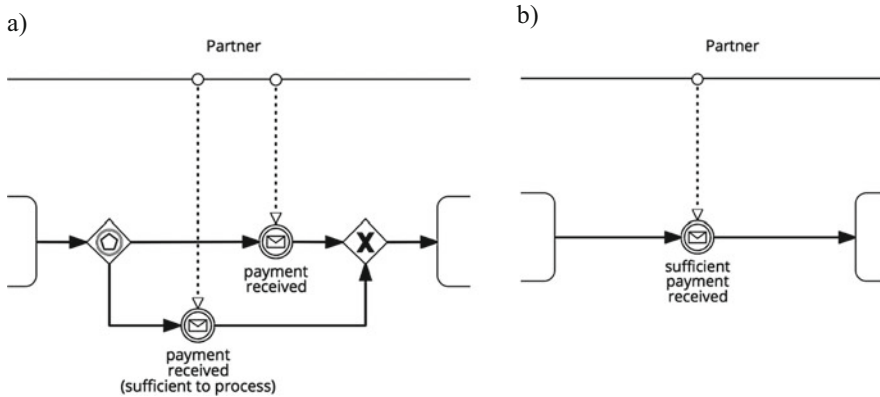 a)
Partner
payment
received
payment
received
(sufficient to process)
b)
Partner
sufficient
payment
received